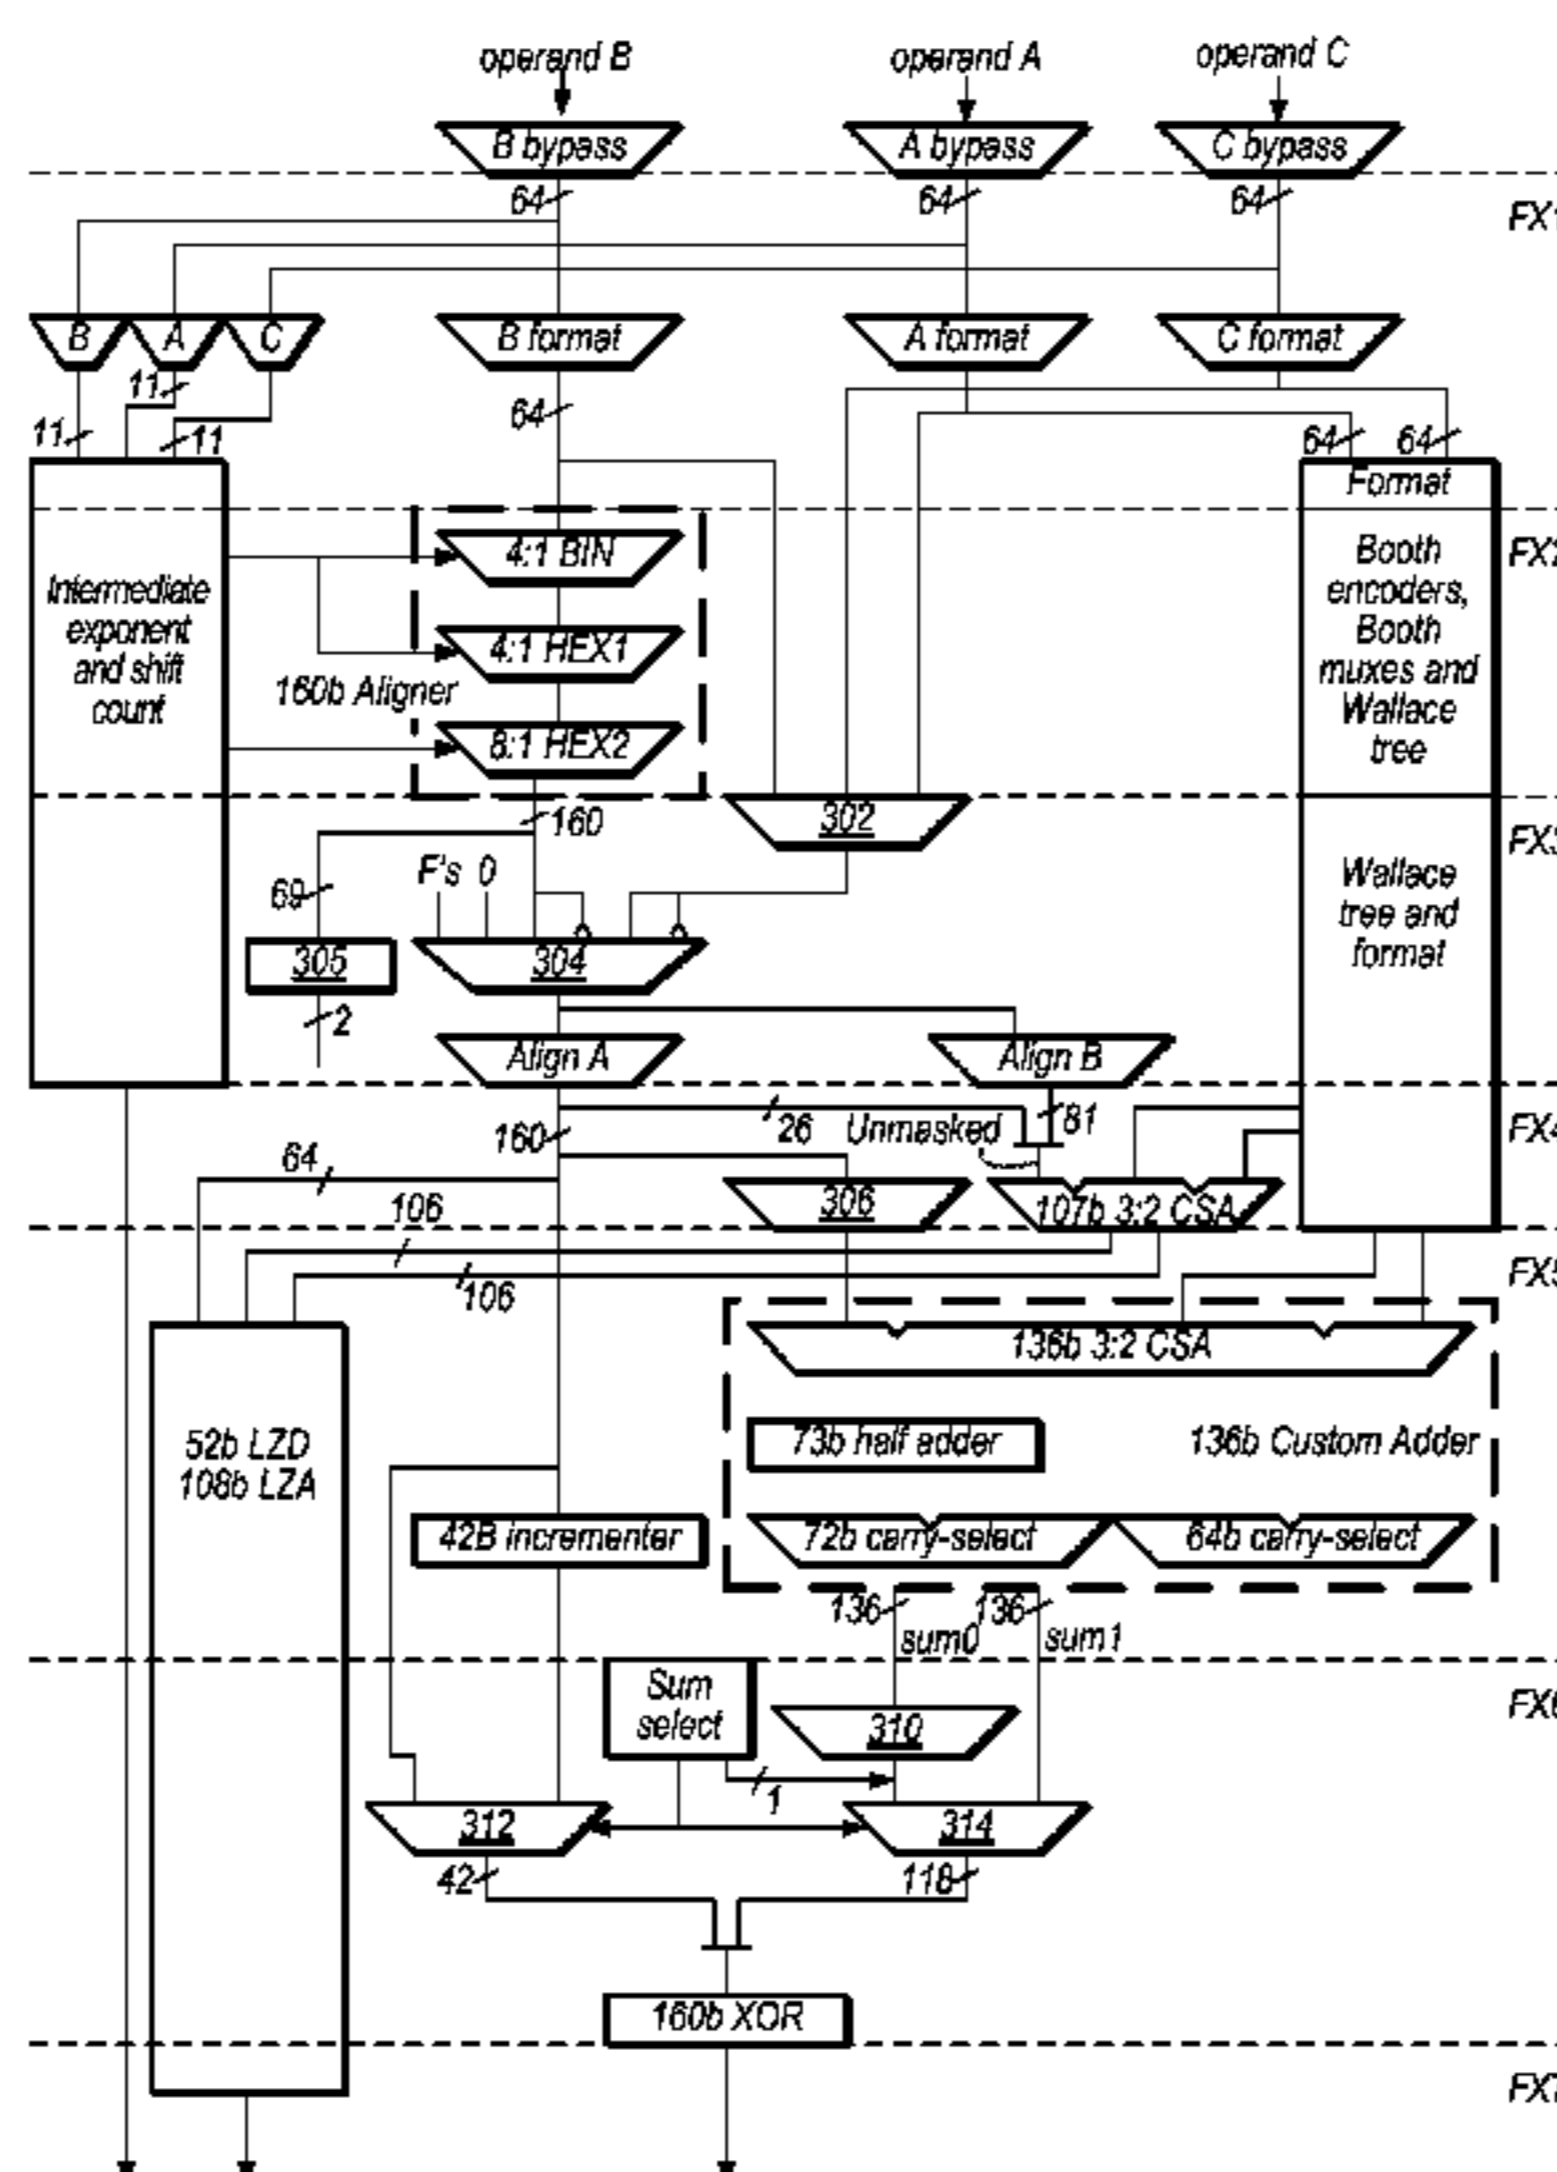 operand B
operand A
operand C
B bypass
A bypass
C bypass
64
64
64
FX1
B
A
C
B format
A format
C format
11
11
11
64
64
64
Format
4:1 BIN
Booth
encoders,
Booth
muxes and
Wallace
tree
FX2
Intermediate
exponent
and shift
count
4:1 HEX1
160b Aligner
8:1 HEX2
160
302
FX3
F's 0
69
Wallace
tree and
format
305
304
2
Align A
Align B
26
Unmasked
81
FX4
160
64
106
306
107b 3:2 CSA
106
FX5
136b 3:2 CSA
52b LZD
108b LZA
73b half adder
136b Custom Adder
42B incrementer
72b carry-select
64b carry-select
136
136
sum0
sum1
Sum
select
310
FX6
1
312
314
42
118
160b XOR